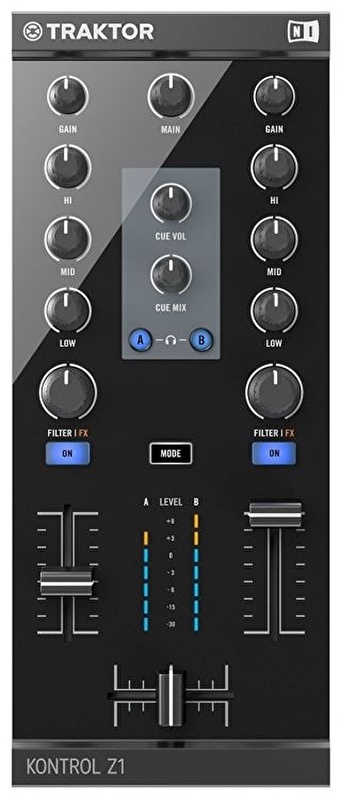 TRAKTOR NI
GAIN MAIN GAIN
HI HI
CUE VOL
MID MID
CUE MIX
LOW A B LOW
FILTER | FX FILTER | FX
ON MODE ON
A LEVEL B
+6
+3
0
-3
-6
-15
-30
KONTROL Z1